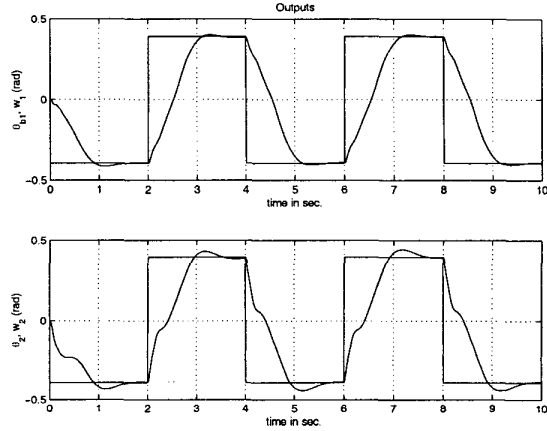 Outputs
0.5
θb1, w1 (rad)
0
−0.5
0 1 2 3 4 5 6 7 8 9 10
time in sec.
0.5
θ2, w2 (rad)
0
−0.5
0 1 2 3 4 5 6 7 8 9 10
time in sec.